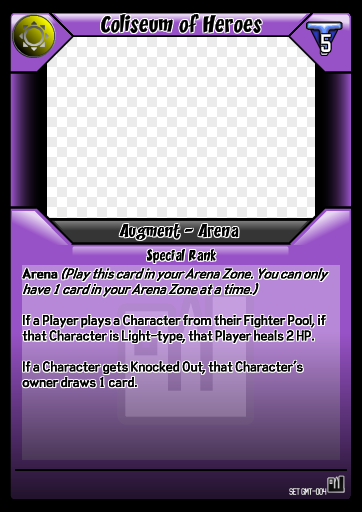 Coliseum of Heroes
5
Augment - Arena
Special Rank
Arena (Play this card in your Arena Zone. You can only
have 1 card in your Arena Zone at a time.)
If a Player plays a Character from their Fighter Pool, if
that Character is Light-type, that Player heals 2 HP.
If a Character gets Knocked Out, that Character's
owner draws 1 card.
SET GMT-004